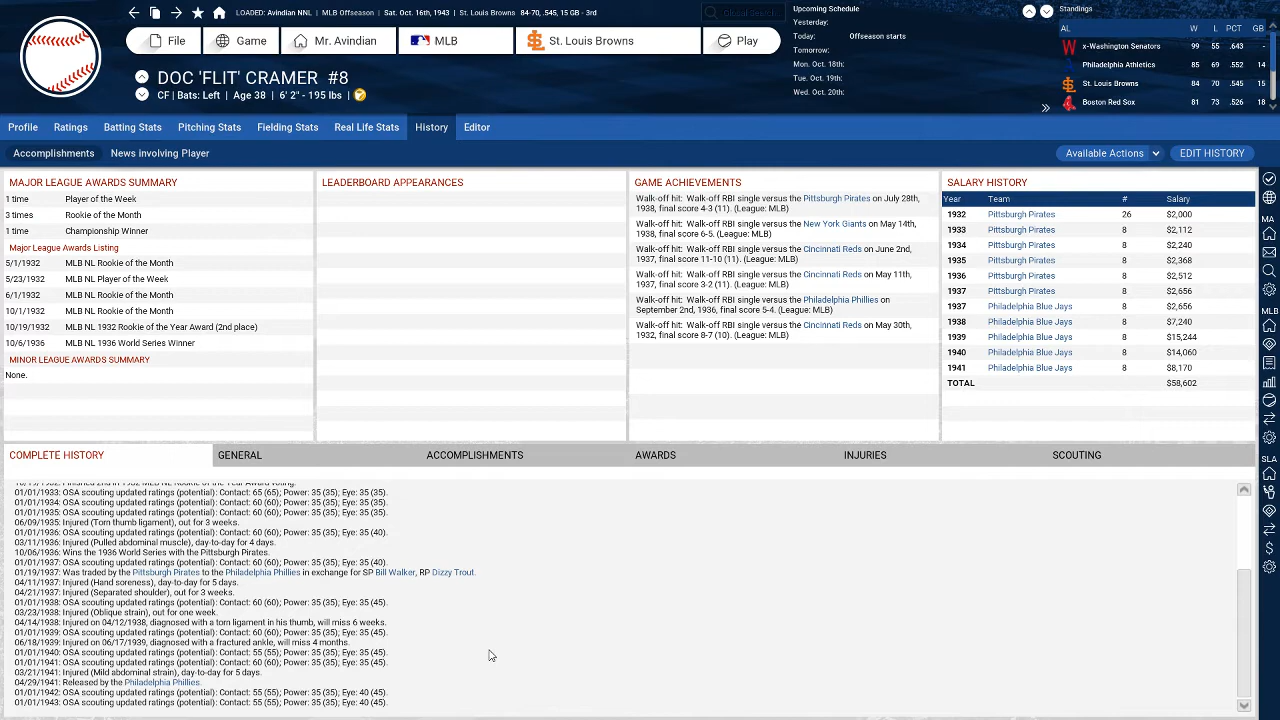 LOADED: Avindian NNL | MLB Offseason | Sat. Oct. 16th, 1943 | St. Louis Browns 84-70, .545, 15 GB - 3rd
Global Search...
File
Game
Mr. Avindian
MLB
St. Louis Browns
Play
Upcoming Schedule
Yesterday:
Today: Offseason starts
Tomorrow:
Mon. Oct. 18th:
Tue. Oct. 19th:
Wed. Oct. 20th:
Standings
AL W L PCT GB
x-Washington Senators 99 55 .643 -
Philadelphia Athletics 85 69 .552 14
St. Louis Browns 84 70 .545 15
Boston Red Sox 81 73 .526 18
DOC 'FLIT' CRAMER #8
CF | Bats: Left | Age 38 | 6' 2" - 195 lbs |
Profile
Ratings
Batting Stats
Pitching Stats
Fielding Stats
Real Life Stats
History
Editor
Accomplishments
News involving Player
Available Actions
EDIT HISTORY
MAJOR LEAGUE AWARDS SUMMARY
1 time Player of the Week
3 times Rookie of the Month
1 time Championship Winner
Major League Awards Listing
5/1/1932 MLB NL Rookie of the Month
5/23/1932 MLB NL Player of the Week
6/1/1932 MLB NL Rookie of the Month
10/1/1932 MLB NL Rookie of the Month
10/19/1932 MLB NL 1932 Rookie of the Year Award (2nd place)
10/6/1936 MLB NL 1936 World Series Winner
MINOR LEAGUE AWARDS SUMMARY
None.
LEADERBOARD APPEARANCES
GAME ACHIEVEMENTS
Walk-off hit: Walk-off RBI single versus the Pittsburgh Pirates on July 28th,
1938, final score 4-3 (11). (League: MLB)
Walk-off hit: Walk-off RBI single versus the New York Giants on May 14th,
1938, final score 6-5. (League: MLB)
Walk-off hit: Walk-off RBI single versus the Cincinnati Reds on June 2nd,
1937, final score 11-10 (11). (League: MLB)
Walk-off hit: Walk-off RBI single versus the Cincinnati Reds on May 11th,
1937, final score 3-2 (11). (League: MLB)
Walk-off hit: Walk-off RBI single versus the Philadelphia Phillies on
September 2nd, 1936, final score 5-4. (League: MLB)
Walk-off hit: Walk-off RBI single versus the Cincinnati Reds on May 30th,
1932, final score 8-7 (10). (League: MLB)
SALARY HISTORY
Year Team # Salary
1932 Pittsburgh Pirates 26 $2,000
1933 Pittsburgh Pirates 8 $2,112
1934 Pittsburgh Pirates 8 $2,240
1935 Pittsburgh Pirates 8 $2,368
1936 Pittsburgh Pirates 8 $2,512
1937 Pittsburgh Pirates 8 $2,656
1937 Philadelphia Blue Jays 8 $2,656
1938 Philadelphia Blue Jays 8 $7,240
1939 Philadelphia Blue Jays 8 $15,244
1940 Philadelphia Blue Jays 8 $14,060
1941 Philadelphia Blue Jays 8 $8,170
TOTAL $58,602
COMPLETE HISTORY
GENERAL
ACCOMPLISHMENTS
AWARDS
INJURIES
SCOUTING
10/19/1932: Finished 2nd in 1932 MLB NL Rookie of the Year Award voting.
01/01/1933: OSA scouting updated ratings (potential): Contact: 65 (65); Power: 35 (35); Eye: 35 (35).
01/01/1934: OSA scouting updated ratings (potential): Contact: 60 (60); Power: 35 (35); Eye: 35 (35).
01/01/1935: OSA scouting updated ratings (potential): Contact: 60 (60); Power: 35 (35); Eye: 35 (35).
06/09/1935: Injured (Torn thumb ligament), out for 3 weeks.
01/01/1936: OSA scouting updated ratings (potential): Contact: 60 (60); Power: 35 (35); Eye: 35 (40).
03/11/1936: Injured (Pulled abdominal muscle), day-to-day for 4 days.
10/06/1936: Wins the 1936 World Series with the Pittsburgh Pirates.
01/01/1937: OSA scouting updated ratings (potential): Contact: 60 (60); Power: 35 (35); Eye: 35 (40).
01/19/1937: Was traded by the Pittsburgh Pirates to the Philadelphia Phillies in exchange for SP Bill Walker, RP Dizzy Trout.
04/11/1937: Injured (Hand soreness), day-to-day for 5 days.
04/21/1937: Injured (Separated shoulder), out for 3 weeks.
01/01/1938: OSA scouting updated ratings (potential): Contact: 60 (60); Power: 35 (35); Eye: 35 (45).
03/23/1938: Injured (Oblique strain), out for one week.
04/14/1938: Injured on 04/12/1938, diagnosed with a torn ligament in his thumb, will miss 6 weeks.
01/01/1939: OSA scouting updated ratings (potential): Contact: 60 (60); Power: 35 (35); Eye: 35 (45).
06/18/1939: Injured on 06/17/1939, diagnosed with a fractured ankle, will miss 4 months.
01/01/1940: OSA scouting updated ratings (potential): Contact: 55 (55); Power: 35 (35); Eye: 35 (45).
01/01/1941: OSA scouting updated ratings (potential): Contact: 60 (60); Power: 35 (35); Eye: 35 (45).
03/21/1941: Injured (Mild abdominal strain), day-to-day for 5 days.
04/29/1941: Released by the Philadelphia Phillies.
01/01/1942: OSA scouting updated ratings (potential): Contact: 55 (55); Power: 35 (35); Eye: 40 (45).
01/01/1943: OSA scouting updated ratings (potential): Contact: 55 (55); Power: 35 (35); Eye: 40 (45).
MA
MLB
SLA